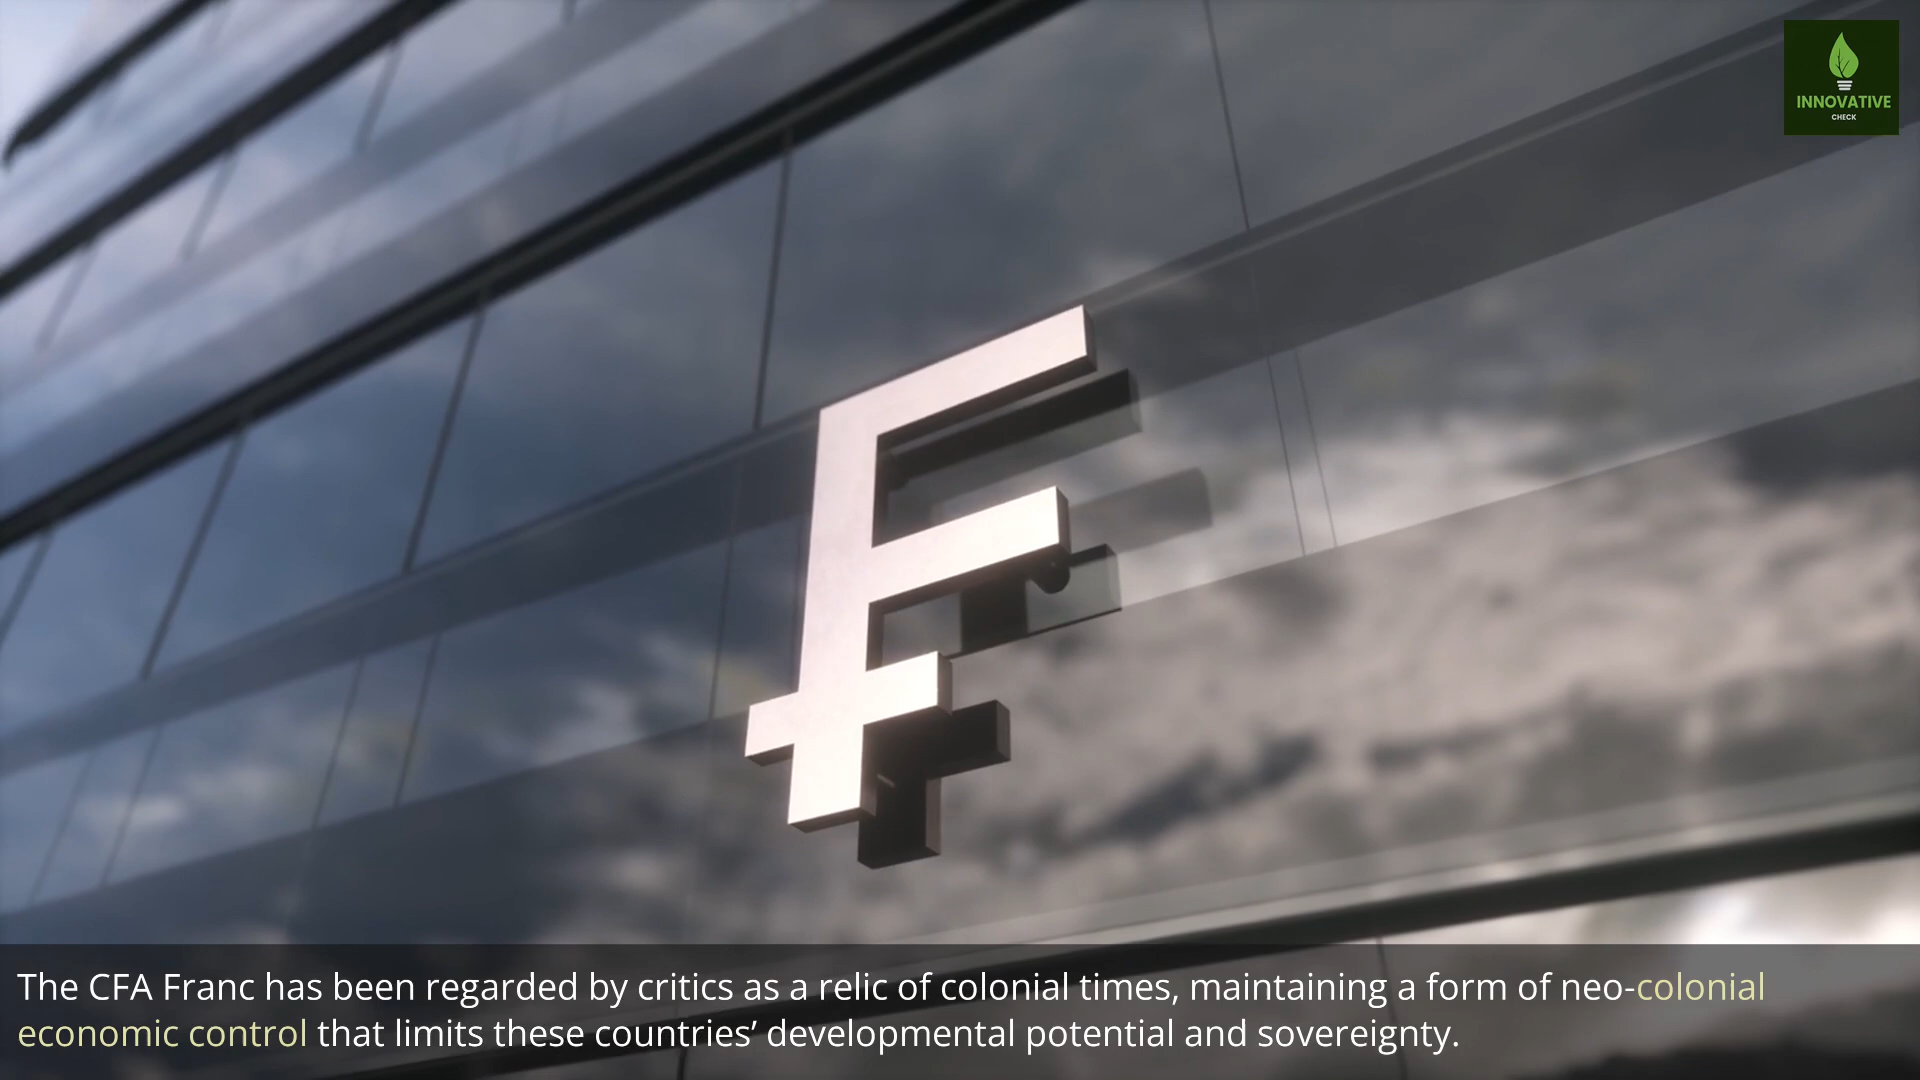 INNOVATIVE
CHECK
₣
The CFA Franc has been regarded by critics as a relic of colonial times, maintaining a form of neo-colonial
economic control that limits these countries’ developmental potential and sovereignty.